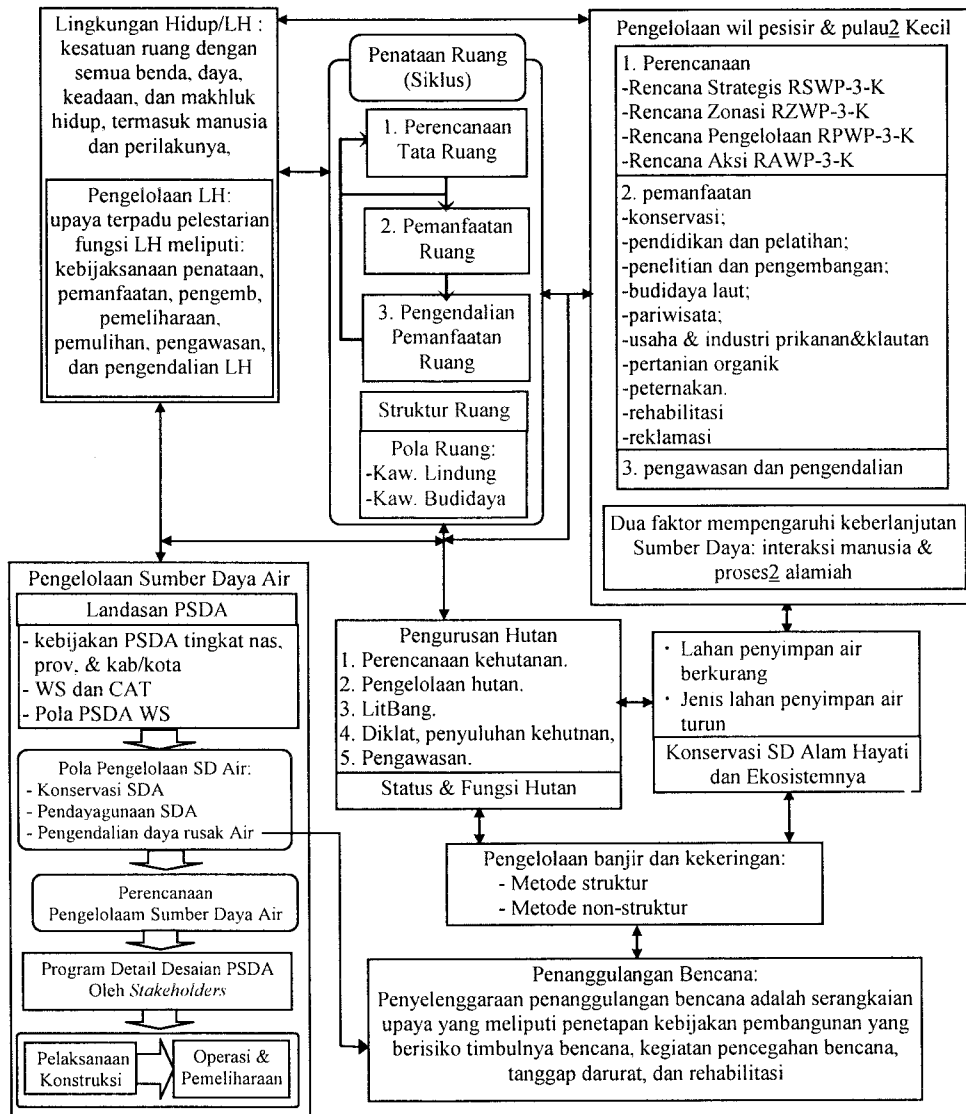 Lingkungan Hidup/LH :
kesatuan ruang dengan
semua benda, daya,
keadaan, dan makhluk
hidup, termasuk manusia
dan perilakunya,
Pengelolaan LH:
upaya terpadu pelestarian
fungsi LH meliputi:
kebijaksanaan penataan,
pemanfaatan, pengemb,
pemeliharaan,
pemulihan, pengawasan,
dan pengendalian LH
Penataan Ruang
(Siklus)
1. Perencanaan
Tata Ruang
2. Pemanfaatan
Ruang
3. Pengendalian
Pemanfaatan
Ruang
Struktur Ruang
Pola Ruang:
-Kaw. Lindung
-Kaw. Budidaya
Pengelolaan wil pesisir & pulau2 Kecil
1. Perencanaan
-Rencana Strategis RSWP-3-K
-Rencana Zonasi RZWP-3-K
-Rencana Pengelolaan RPWP-3-K
-Rencana Aksi RAWP-3-K
2. pemanfaatan
-konservasi;
-pendidikan dan pelatihan;
-penelitian dan pengembangan;
-budidaya laut;
-pariwisata;
-usaha & industri prikanan&klautan
-pertanian organik
-peternakan.
-rehabilitasi
-reklamasi
3. pengawasan dan pengendalian
Dua faktor mempengaruhi keberlanjutan
Sumber Daya: interaksi manusia &
proses2 alamiah
Pengelolaan Sumber Daya Air
Landasan PSDA
- kebijakan PSDA tingkat nas,
prov, & kab/kota
- WS dan CAT
- Pola PSDA WS
Pola Pengelolaan SD Air:
- Konservasi SDA
- Pendayagunaan SDA
- Pengendalian daya rusak Air
Perencanaan
Pengelolaam Sumber Daya Air
Program Detail Desaian PSDA
Oleh Stakeholders
Pelaksanaan
Konstruksi
Operasi &
Pemeliharaan
Pengurusan Hutan
1. Perencanaan kehutanan.
2. Pengelolaan hutan.
3. LitBang.
4. Diklat, penyuluhan kehutnan,
5. Pengawasan.
Status & Fungsi Hutan
· Lahan penyimpan air
berkurang
· Jenis lahan penyimpan air
turun
Konservasi SD Alam Hayati
dan Ekosistemnya
Pengelolaan banjir dan kekeringan:
- Metode struktur
- Metode non-struktur
Penanggulangan Bencana:
Penyelenggaraan penanggulangan bencana adalah serangkaian
upaya yang meliputi penetapan kebijakan pembangunan yang
berisiko timbulnya bencana, kegiatan pencegahan bencana,
tanggap darurat, dan rehabilitasi